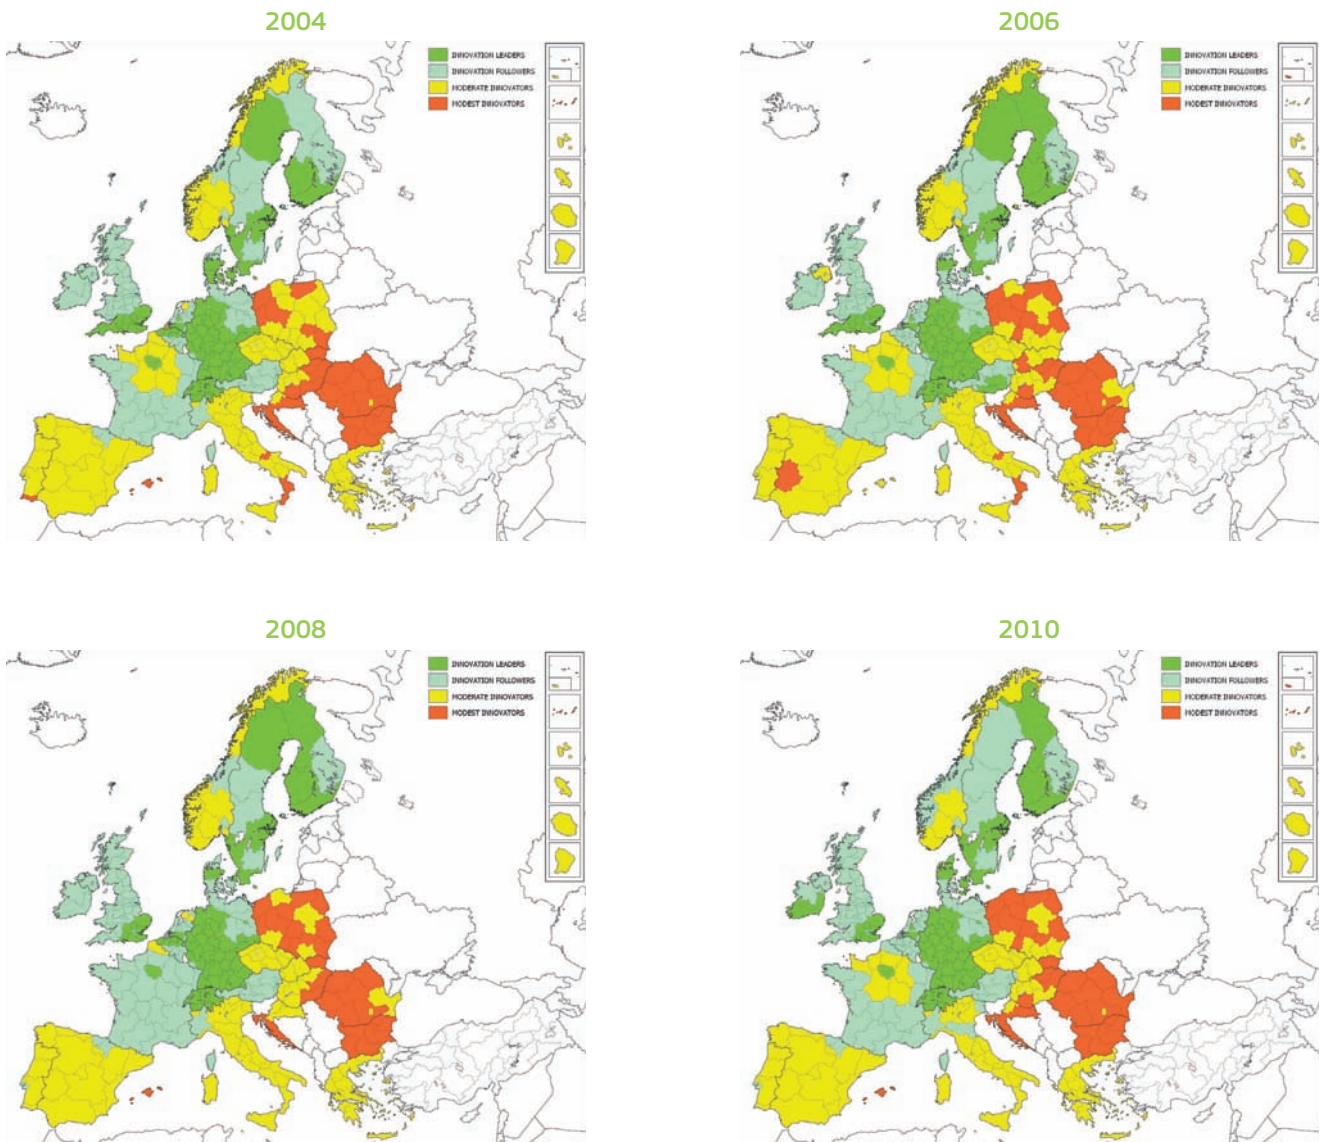 2004
INNOVATION LEADERS
INNOVATION FOLLOWERS
MODERATE INNOVATORS
MODEST INNOVATORS
2006
INNOVATION LEADERS
INNOVATION FOLLOWERS
MODERATE INNOVATORS
MODEST INNOVATORS
2008
INNOVATION LEADERS
INNOVATION FOLLOWERS
MODERATE INNOVATORS
MODEST INNOVATORS
2010
INNOVATION LEADERS
INNOVATION FOLLOWERS
MODERATE INNOVATORS
MODEST INNOVATORS